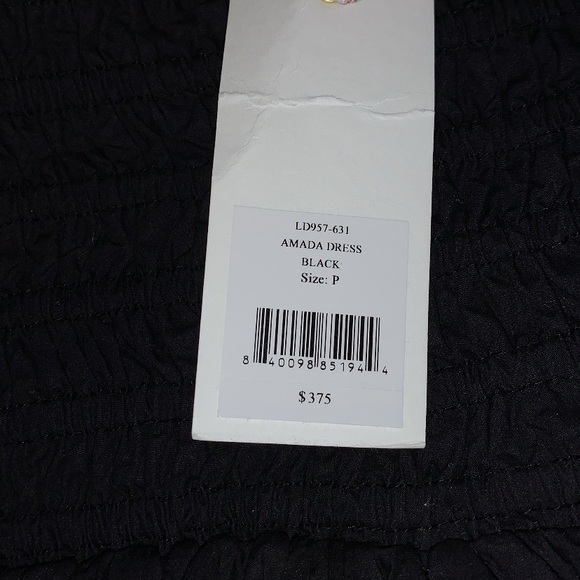 LD957-631
AMADA DRESS
BLACK
Size: P
8 40098 85194 4
$375